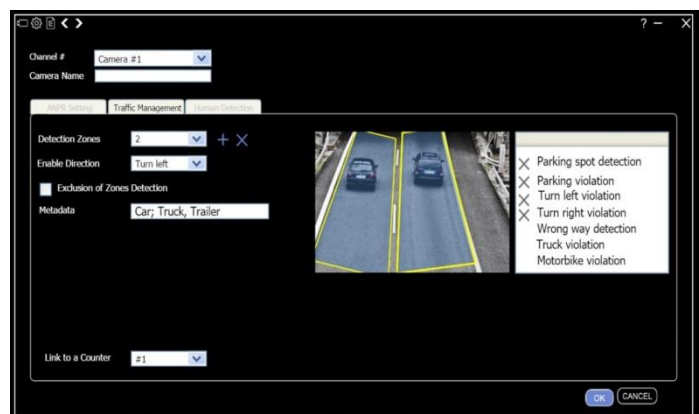 ?
Channel #
Camera #1
Camera Name
ANPR Setting
Traffic Management
Human Detection
Detection Zones
2
Enable Direction
Turn left
Exclusion of Zones Detection
Metadata
Car; Truck, Trailer
Parking spot detection
Parking violation
Turn left violation
Turn right violation
Wrong way detection
Truck violation
Motorbike violation
Link to a Counter
#1
OK
CANCEL